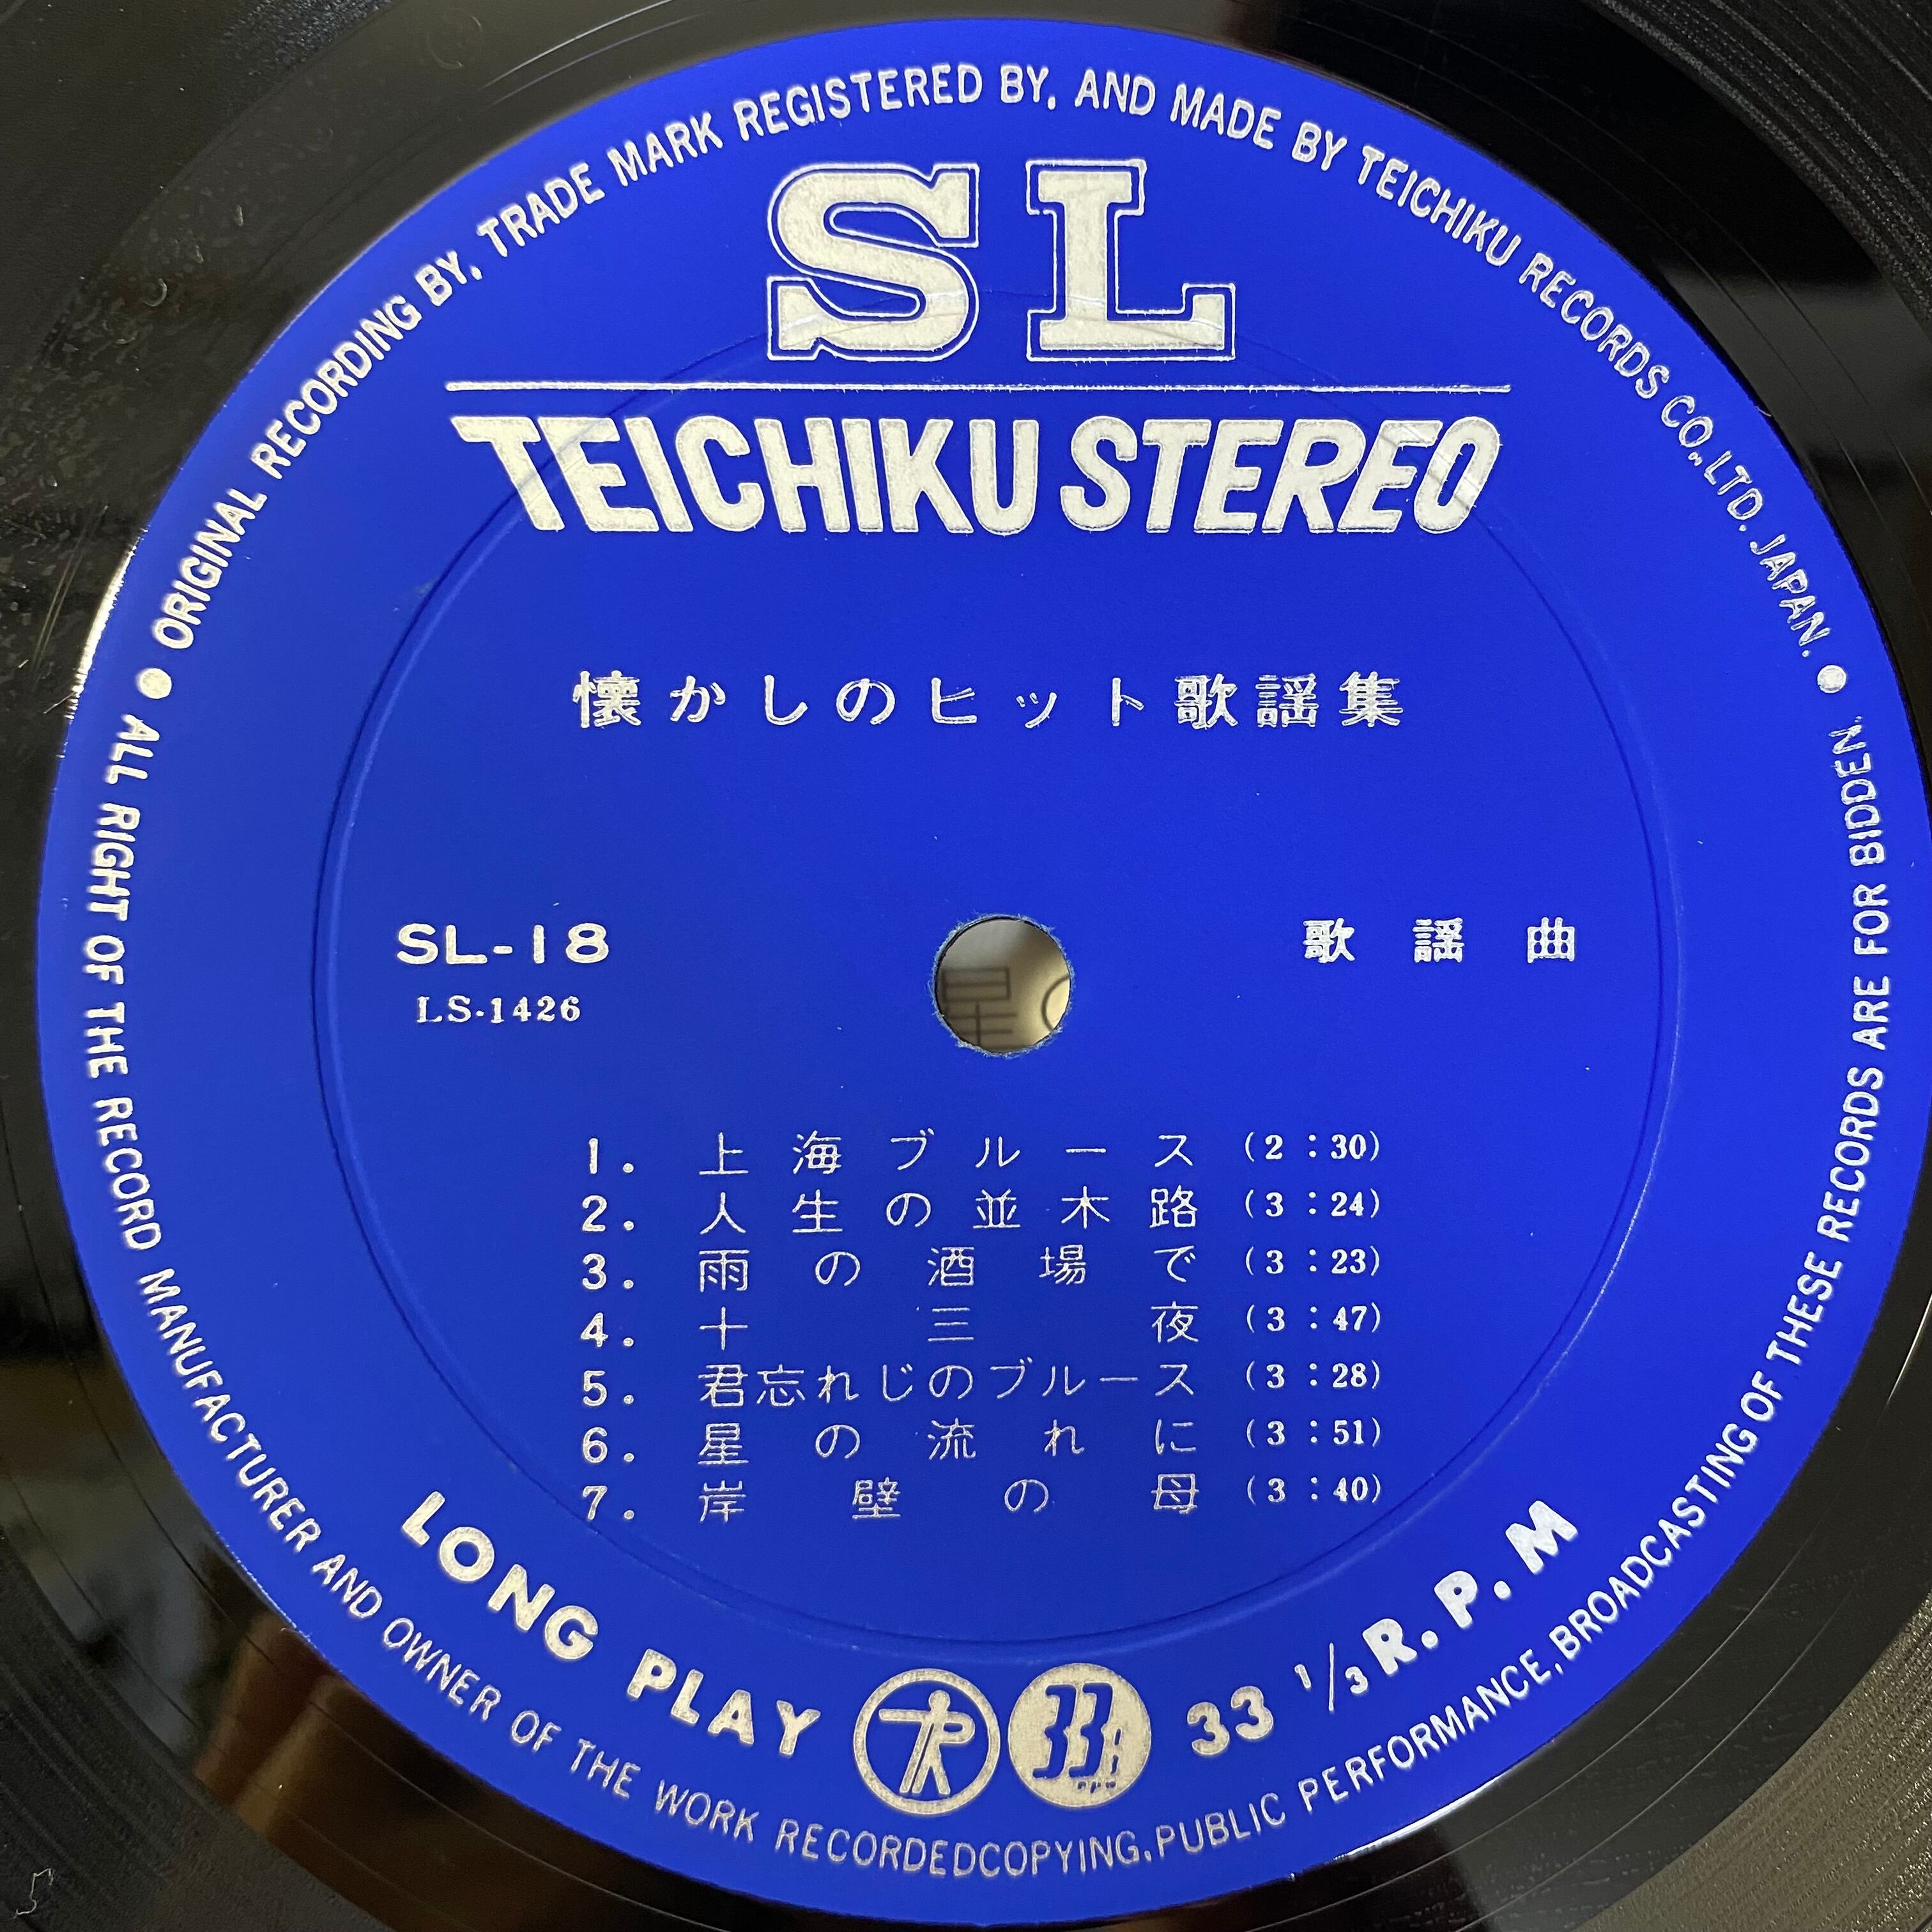 ORIGINAL RECORDING BY, TRADE MARK REGISTERED BY, AND MADE BY TEICHIKU RECORDS CO., LTD. JAPAN.
SL
TEICHIKU STEREO
懐かしのヒット歌謡集
SL-18
LS・1426
歌謡曲
星
1. 上海ブルース (2:30)
2. 人生の並木路 (3:24)
3. 雨の酒場で (3:23)
4. 十三夜 (3:47)
5. 君忘れじのブルース (3:28)
6. 星の流れに (3:51)
7. 岸壁の母 (3:40)
LONG PLAY 33 1/3 R.P.M
ALL RIGHT OF THE RECORD MANUFACTURER AND OWNER OF THE WORK RECORDEDCOPYING, PUBLIC PERFORMANCE, BROADCASTING OF THESE RECORDS ARE FOR BIDDEN.